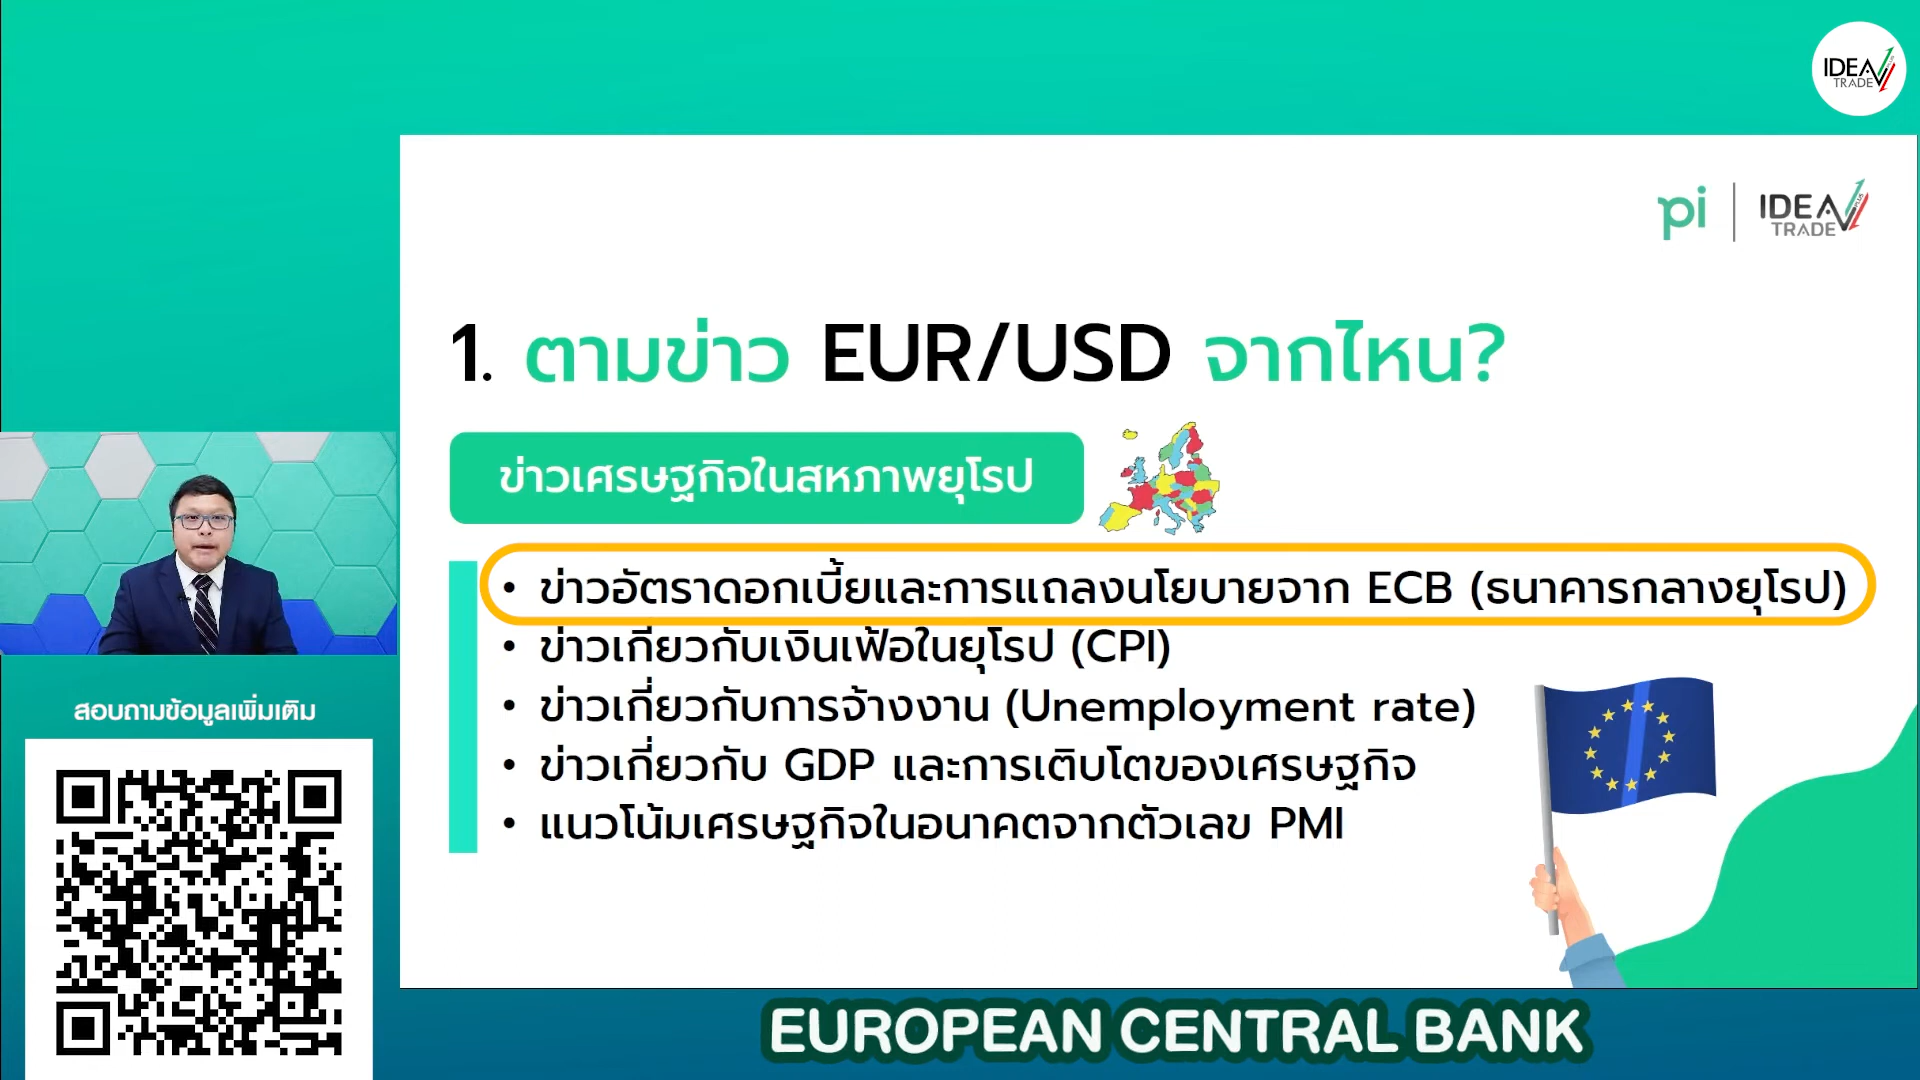 IDEA
TRADE
pi
IDEA
TRADE
PLUS
1. ตามข่าว EUR/USD จากไหน?
ข่าวเศรษฐกิจในสหภาพยุโรป
• ข่าวอัตราดอกเบี้ยและการแถลงนโยบายจาก ECB (ธนาคารกลางยุโรป)
• ข่าวเกี่ยวกับเงินเฟ้อในยุโรป (CPI)
• ข่าวเกี่ยวกับการจ้างงาน (Unemployment rate)
• ข่าวเกี่ยวกับ GDP และการเติบโตของเศรษฐกิจ
• แนวโน้มเศรษฐกิจในอนาคตจากตัวเลข PMI
สอบถามข้อมูลเพิ่มเติม
EUROPEAN CENTRAL BANK